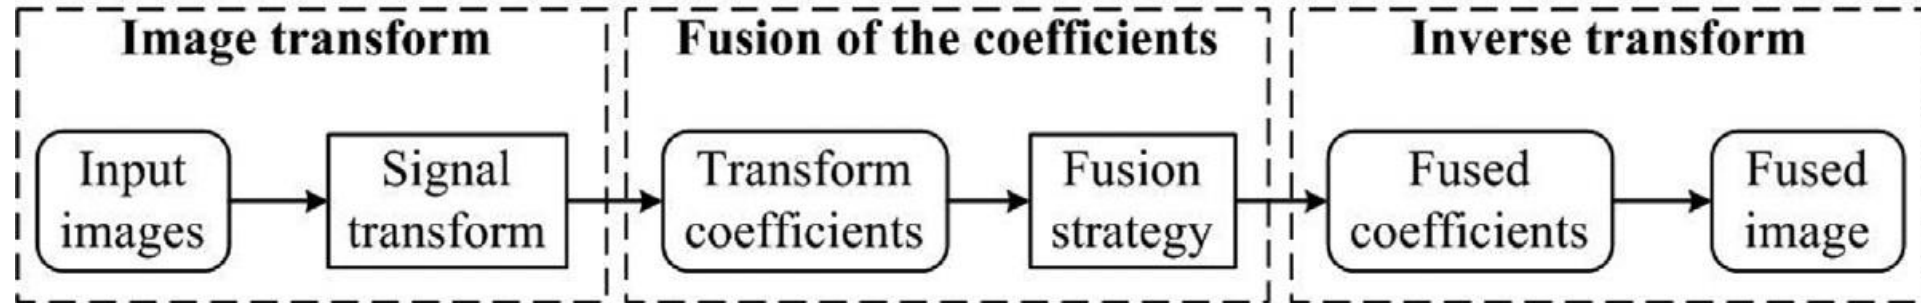 Image transform
Input
images
Signal
transform
Fusion of the coefficients
Transform
coefficients
Fusion
strategy
Inverse transform
Fused
coefficients
Fused
image